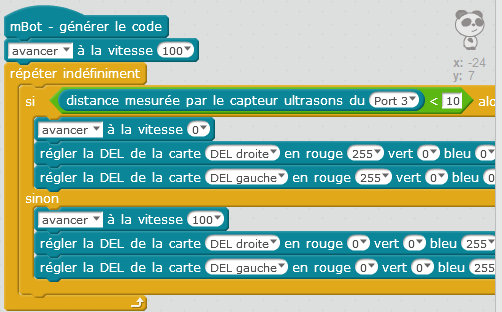 mBot - générer le code
avancer à la vitesse 100
répéter indéfiniment
x: -24
y: 7
si distance mesurée par le capteur ultrasons du Port 3 < 10 alo
avancer à la vitesse 0
régler la DEL de la carte DEL droite en rouge 255 vert 0 bleu 0
régler la DEL de la carte DEL gauche en rouge 255 vert 0 bleu 0
sinon
avancer à la vitesse 100
régler la DEL de la carte DEL droite en rouge 0 vert 0 bleu 255
régler la DEL de la carte DEL gauche en rouge 0 vert 0 bleu 255